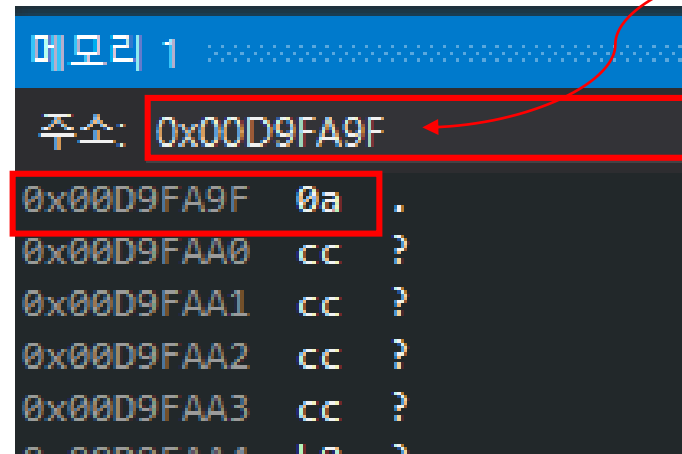 메모리 1
주소: 0x00D9FA9F
0x00D9FA9F 0a .
0x00D9FAA0 cc ?
0x00D9FAA1 cc ?
0x00D9FAA2 cc ?
0x00D9FAA3 cc ?